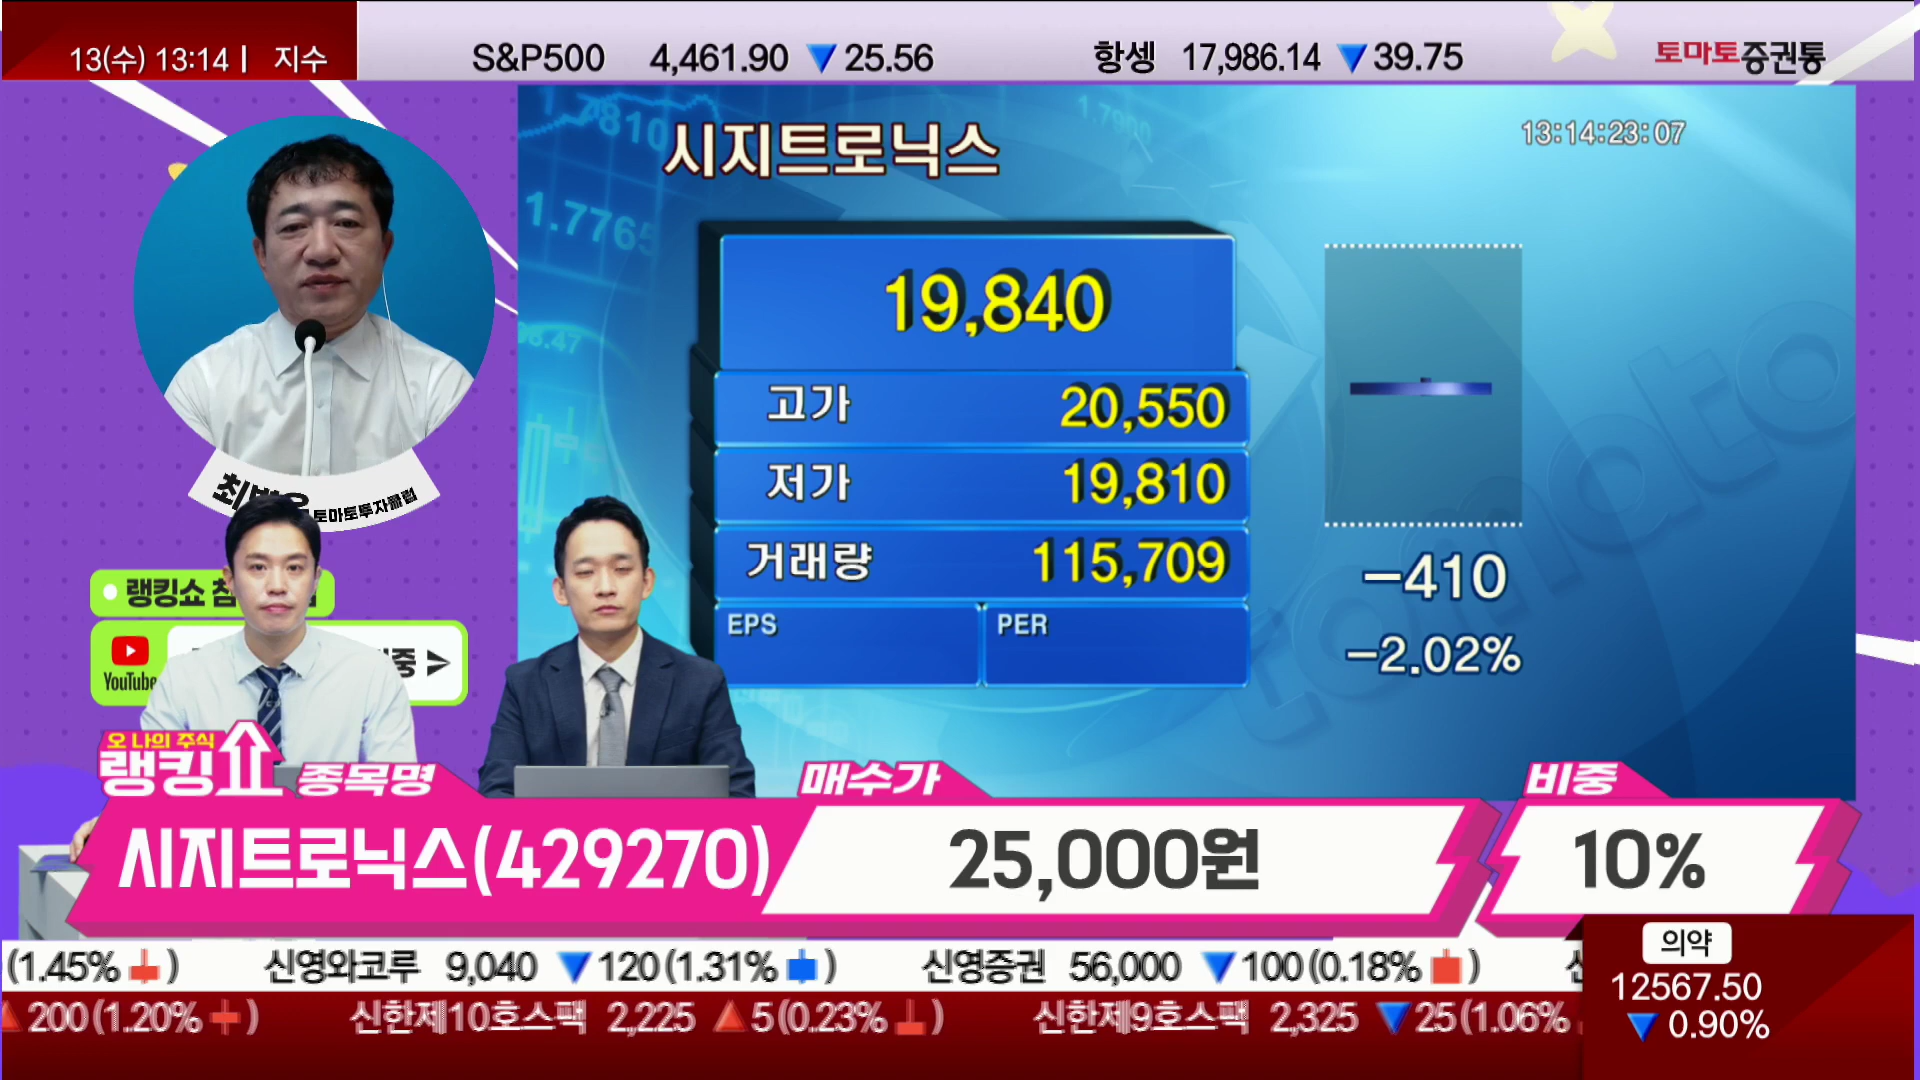 13(수) 13:14 | 지수
S&P500 4,461.90 ▼ 25.56
항셍 17,986.14 ▼ 39.75
토마토증권통
시지트로닉스
13:14:23:07
19,840
고가 20,550
저가 19,810
거래량 115,709
EPS
PER
-410
-2.02%
tomato
1.7765
토마토투자클럽
랭킹쇼
YouTube
중
오 나의 주식
랭킹쇼
종목명
매수가
비중
시지트로닉스(429270)
25,000원
10%
(1.45% ) 신영와코루 9,040 ▼ 120 (1.31% ) 신영증권 56,000 ▼ 100 (0.18% )
▲ 200 (1.20% ) 신한제10호스팩 2,225 ▲ 5 (0.23% ) 신한제9호스팩 2,325 ▼ 25 (1.06%
의약
12567.50
▼ 0.90%